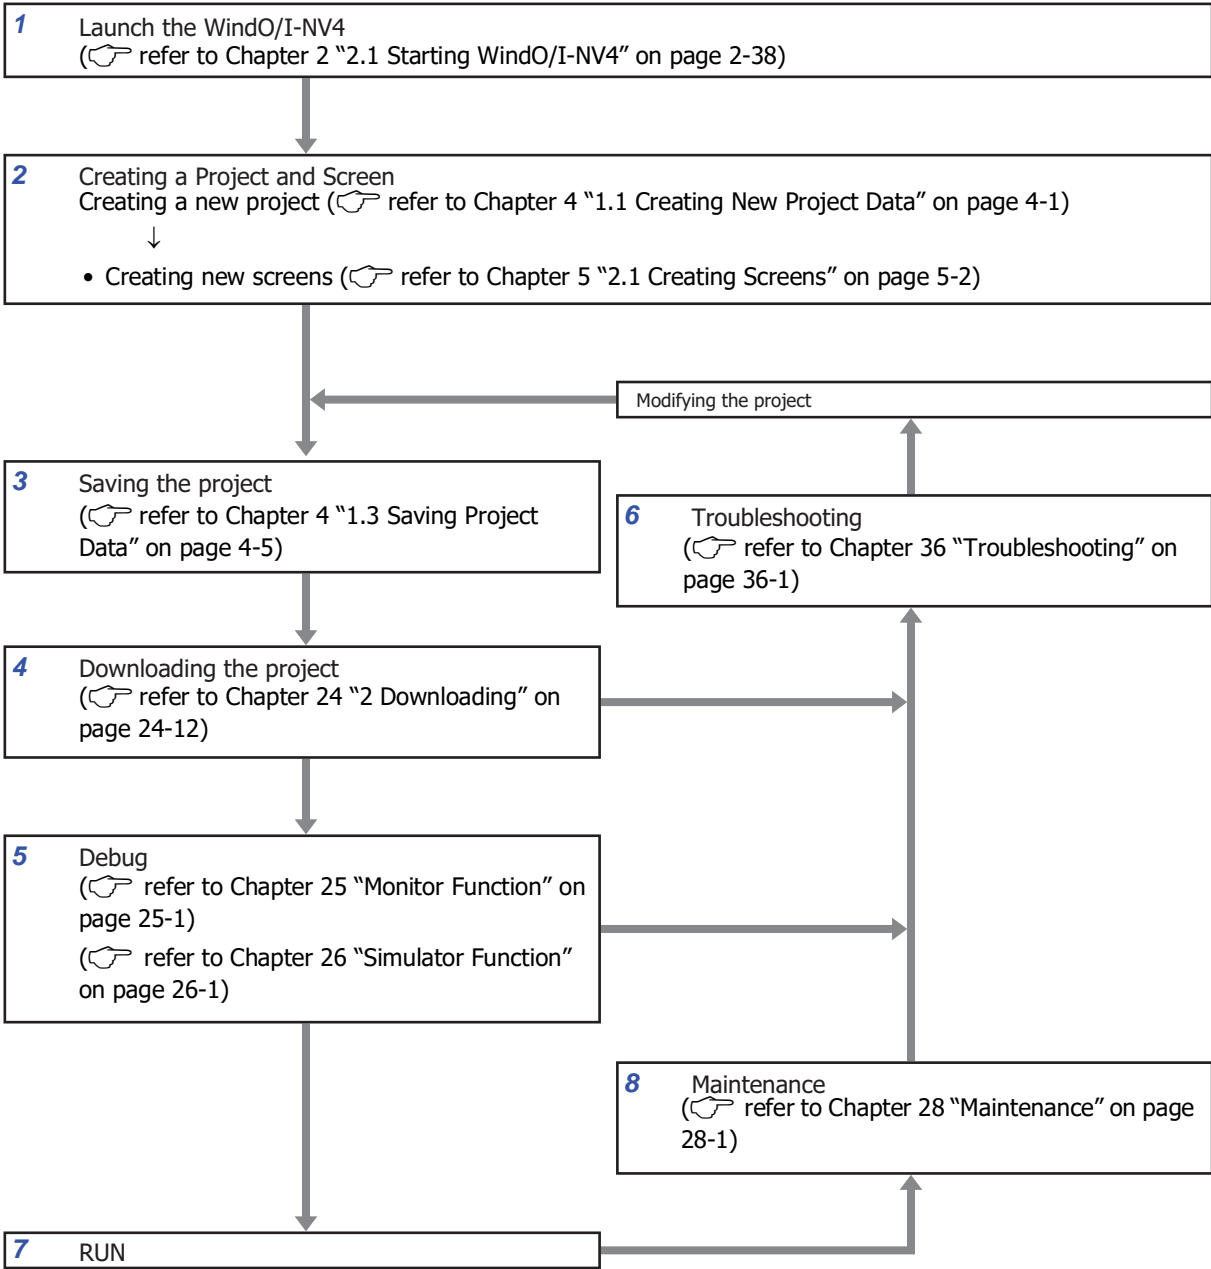 1 Launch the WindO/I-NV4
(☞ refer to Chapter 2 “2.1 Starting WindO/I-NV4” on page 2-38)
2 Creating a Project and Screen
Creating a new project (☞ refer to Chapter 4 “1.1 Creating New Project Data” on page 4-1)
↓
• Creating new screens (☞ refer to Chapter 5 “2.1 Creating Screens” on page 5-2)
Modifying the project
3 Saving the project
(☞ refer to Chapter 4 “1.3 Saving Project
Data” on page 4-5)
6 Troubleshooting
(☞ refer to Chapter 36 “Troubleshooting” on
page 36-1)
4 Downloading the project
(☞ refer to Chapter 24 “2 Downloading” on
page 24-12)
5 Debug
(☞ refer to Chapter 25 “Monitor Function” on
page 25-1)
(☞ refer to Chapter 26 “Simulator Function”
on page 26-1)
8 Maintenance
(☞ refer to Chapter 28 “Maintenance” on page
28-1)
7 RUN